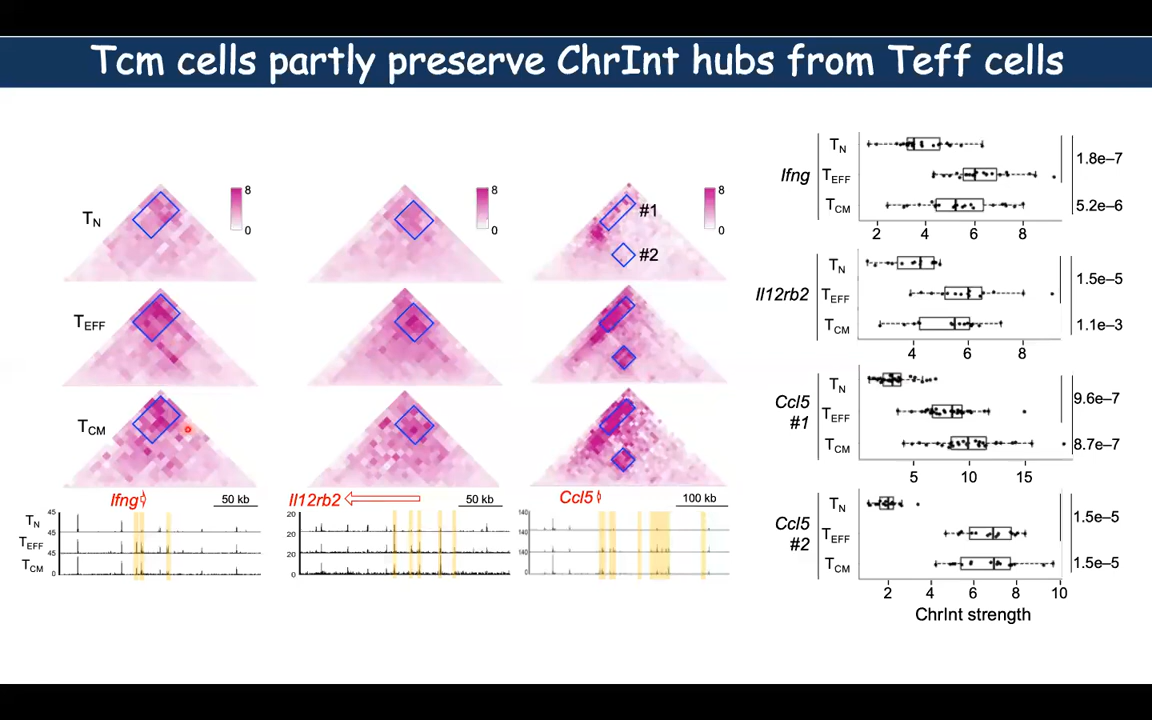 Tcm cells partly preserve ChrInt hubs from Teff cells
TN
8
0
8
0
#1
#2
8
0
TEFF
TCM
Ifng
50 kb
Il12rb2
50 kb
Ccl5
100 kb
TN
TEFF
TCM
45
45
45
0
20
20
20
0
140
140
140
0
Ifng
TN
TEFF
TCM
1.8e–7
5.2e–6
2 4 6 8
Il12rb2
TN
TEFF
TCM
1.5e–5
1.1e–3
4 6 8
Ccl5
#1
TN
TEFF
TCM
9.6e–7
8.7e–7
5 10 15
Ccl5
#2
TN
TEFF
TCM
1.5e–5
1.5e–5
2 4 6 8 10
ChrInt strength